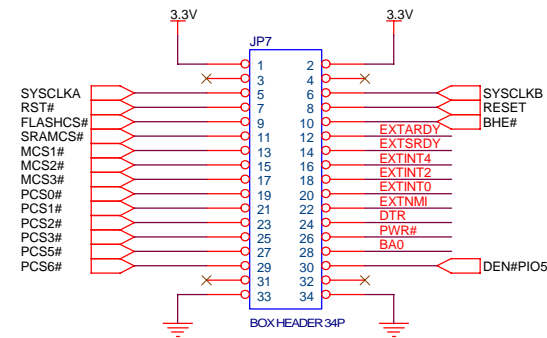 3.3V 3.3V
JP7
1 2
3 4
SYSCLKA 5 6 SYSCLKB
RST# 7 8 RESET
FLASHCS# 9 10 BHE#
SRAMCS# 11 12 EXTARDY
MCS1# 13 14 EXTSRDY
MCS2# 15 16 EXTINT4
MCS3# 17 18 EXTINT2
PCS0# 19 20 EXTINT0
PCS1# 21 22 EXTNMI
PCS2# 23 24 DTR
PCS3# 25 26 PWR#
PCS5# 27 28 BA0
PCS6# 29 30 DEN#PIO5
31 32
33 34
BOX HEADER 34P